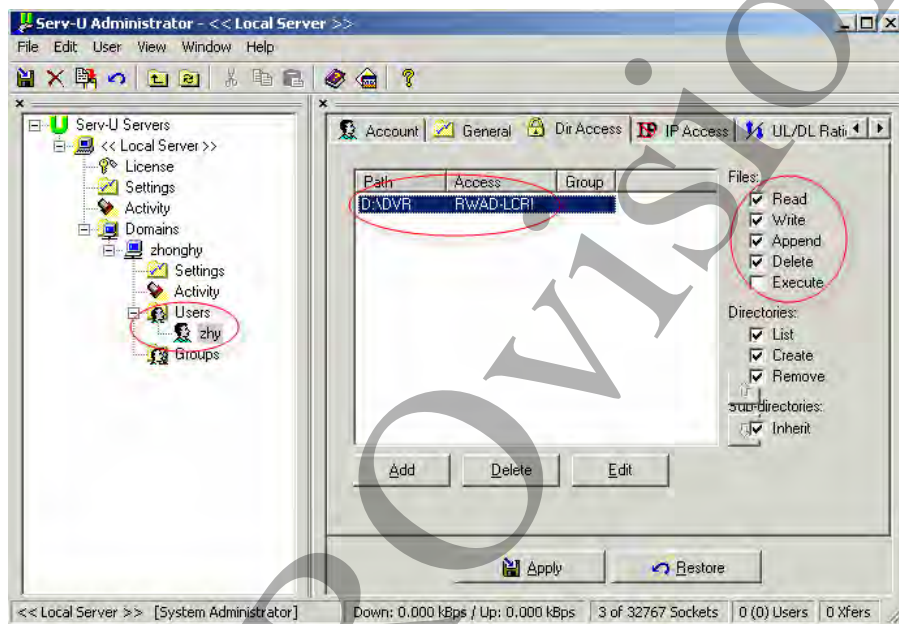 Serv-U Administrator - << Local Server >>
File Edit User View Window Help
Serv-U Servers
<< Local Server >>
License
Settings
Activity
Domains
zhonghy
Settings
Activity
Users
zhy
Groups
Account General Dir Access IP Access UL/DL Rati
Path Access Group
D:\DVR RWAD-LCRI
Files:
Read
Write
Append
Delete
Execute
Directories:
List
Create
Remove
Sub-directories:
Inherit
Add Delete Edit
Apply Restore
<< Local Server >> [System Administrator] Down: 0.000 kBps / Up: 0.000 kBps 3 of 32767 Sockets 0 (0) Users 0 Xfers